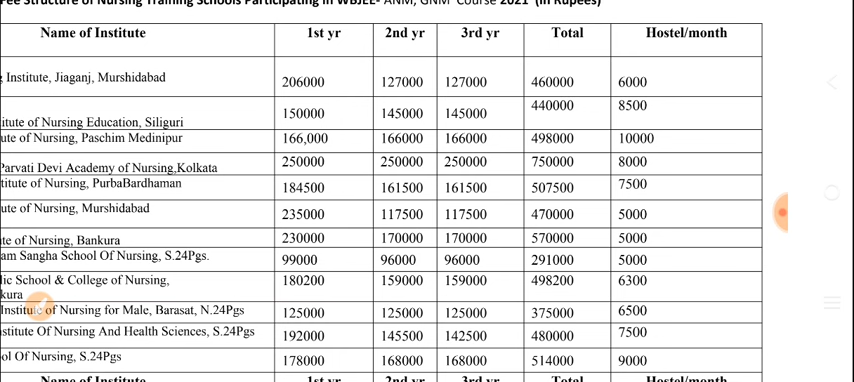 Fee Structure of Nursing Training Schools Participating in WBJEE- ANM, GNM Course 2021 (in Rupees)
Name of Institute 1st yr 2nd yr 3rd yr Total Hostel/month
Institute, Jiaganj, Murshidabad 206000 127000 127000 460000 6000
itute of Nursing Education, Siliguri 150000 145000 145000 440000 8500
ute of Nursing, Paschim Medinipur 166,000 166000 166000 498000 10000
Parvati Devi Academy of Nursing,Kolkata 250000 250000 250000 750000 8000
titute of Nursing, PurbaBardhaman 184500 161500 161500 507500 7500
ute of Nursing, Murshidabad 235000 117500 117500 470000 5000
te of Nursing, Bankura 230000 170000 170000 570000 5000
am Sangha School Of Nursing, S.24Pgs. 99000 96000 96000 291000 5000
lic School & College of Nursing, 180200 159000 159000 498200 6300
kura
Institute of Nursing for Male, Barasat, N.24Pgs 125000 125000 125000 375000 6500
stitute Of Nursing And Health Sciences, S.24Pgs 192000 145500 142500 480000 7500
ol Of Nursing, S.24Pgs 178000 168000 168000 514000 9000
Name of Institute 1st yr 2nd yr 3rd yr Total Hostel/month